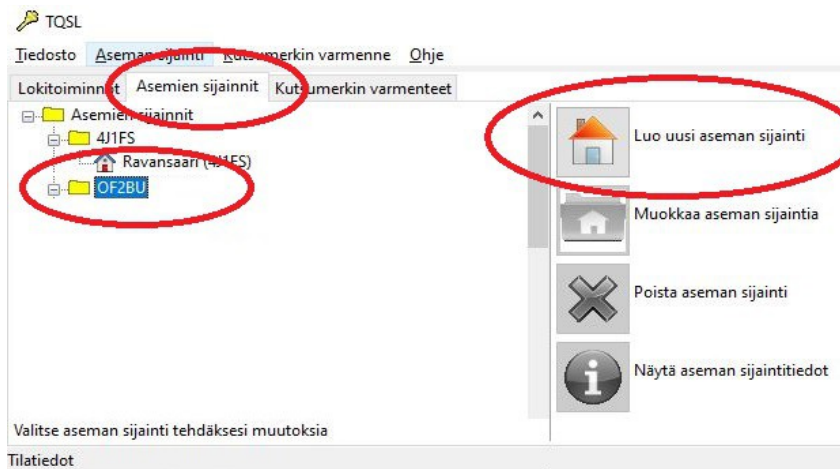 TQSL
Tiedosto Aseman sijainti Kutsumerkin varmenne Ohje
Lokitoiminnot Asemien sijainnit Kutsumerkin varmenteet
Asemien sijainnit
4J1FS
Ravansaari (4J1FS)
OF2BU
Luo uusi aseman sijainti
Muokkaa aseman sijaintia
Poista aseman sijainti
Näytä aseman sijaintitiedot
Valitse aseman sijainti tehdäksesi muutoksia
Tilatiedot